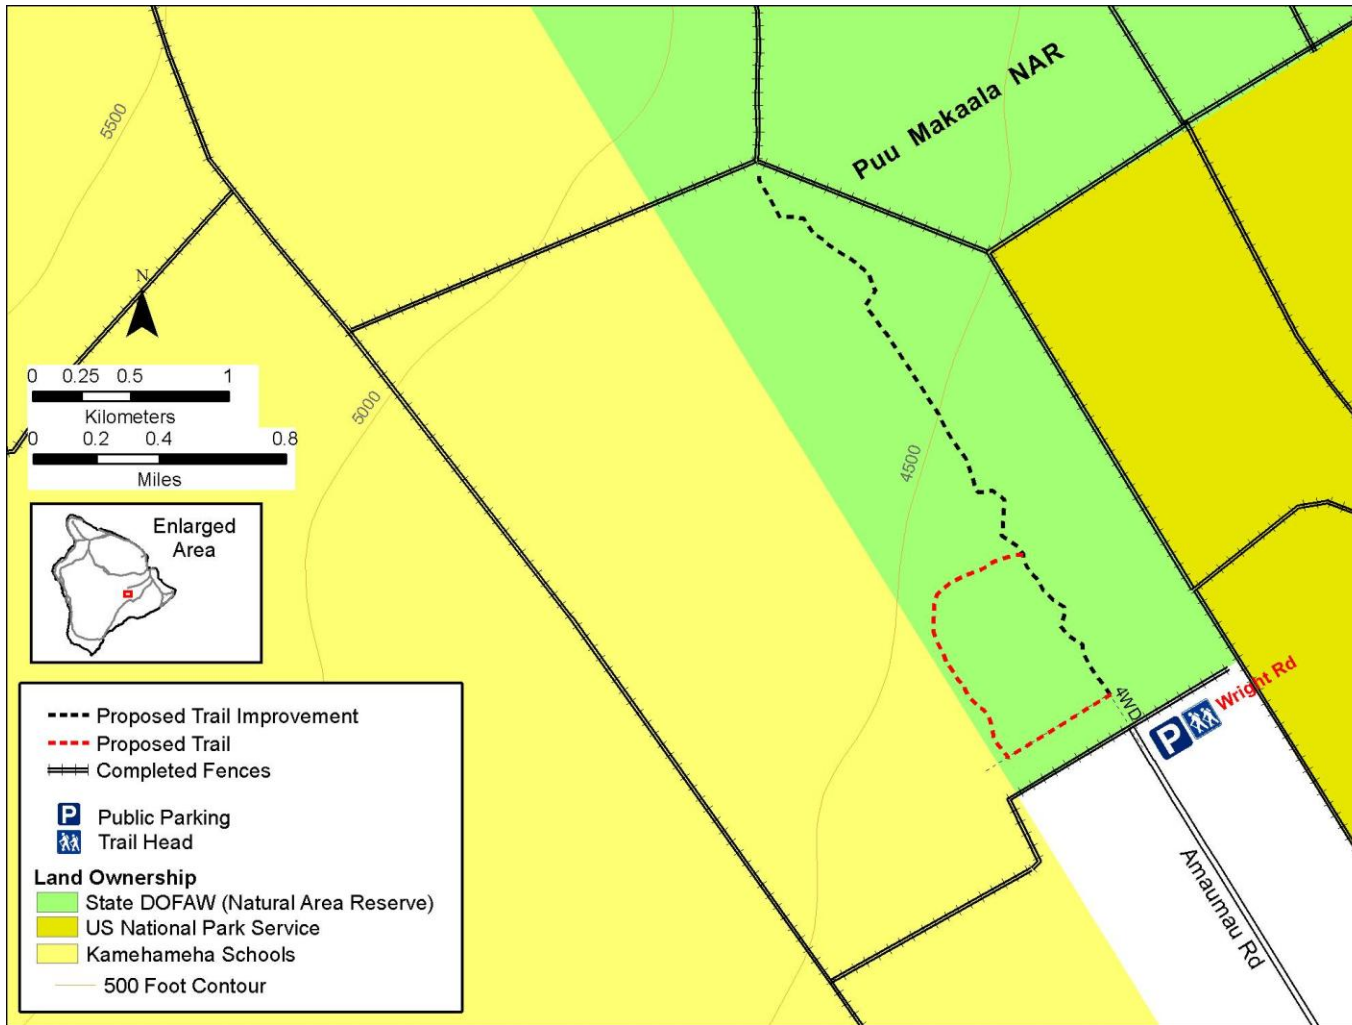 Puu Makaala NAR
5500
N
0 0.25 0.5 1
Kilometers
0 0.2 0.4 0.8
Miles
5000
4500
Enlarged
Area
4WD
P
Wright Rd
Amaumau Rd
Proposed Trail Improvement
Proposed Trail
Completed Fences
P Public Parking
Trail Head
Land Ownership
State DOFAW (Natural Area Reserve)
US National Park Service
Kamehameha Schools
500 Foot Contour